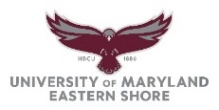 HBCU 1886
UNIVERSITY of MARYLAND
EASTERN SHORE